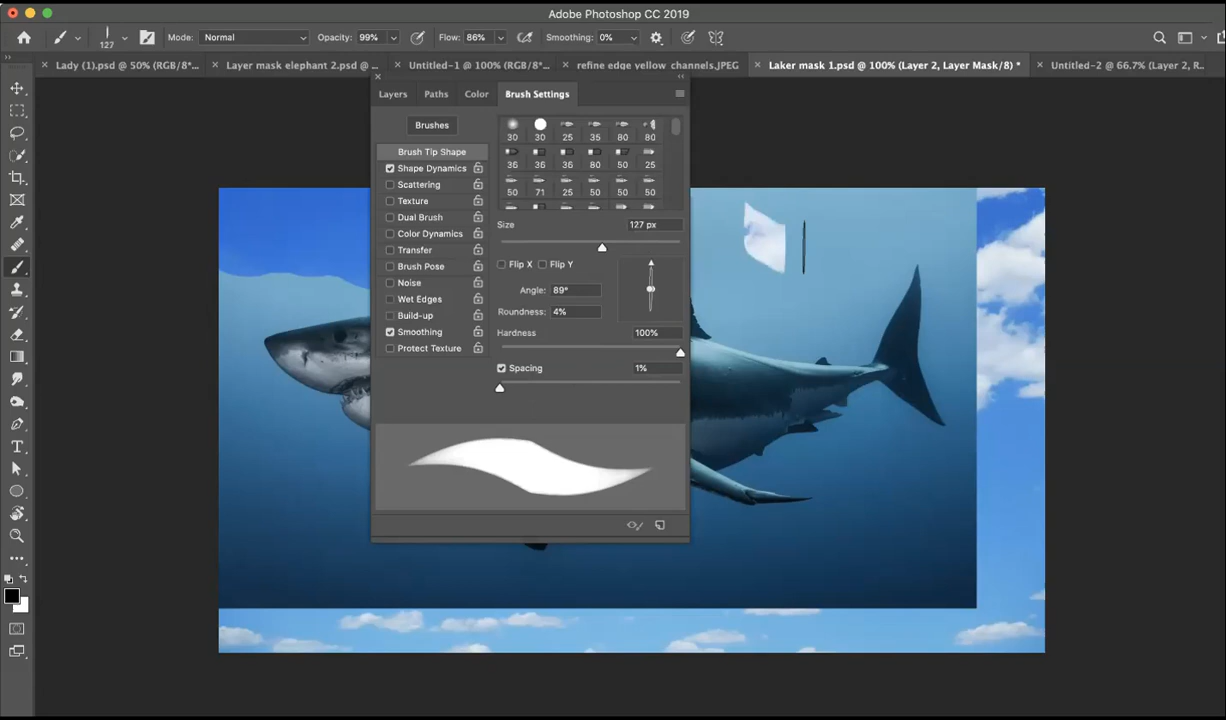 Adobe Photoshop CC 2019
127
Mode: Normal
Opacity: 99%
Flow: 86%
Smoothing: 0%
Lady (1).psd @ 50% (RGB/8*...
Layer mask elephant 2.psd @ ...
Untitled-1 @ 100% (RGB/8*...
refine edge yellow channels.JPEG
Laker mask 1.psd @ 100% (Layer 2, Layer Mask/8) *
Untitled-2 @ 66.7% (Layer 2, R...
Layers
Paths
Color
Brush Settings
Brushes
Brush Tip Shape
Shape Dynamics
Scattering
Texture
Dual Brush
Color Dynamics
Transfer
Brush Pose
Noise
Wet Edges
Build-up
Smoothing
Protect Texture
30 30 25 35 80 80
36 36 36 80 50 25
50 71 25 50 50 50
Size 127 px
Flip X Flip Y
Angle: 89°
Roundness: 4%
Hardness 100%
Spacing 1%